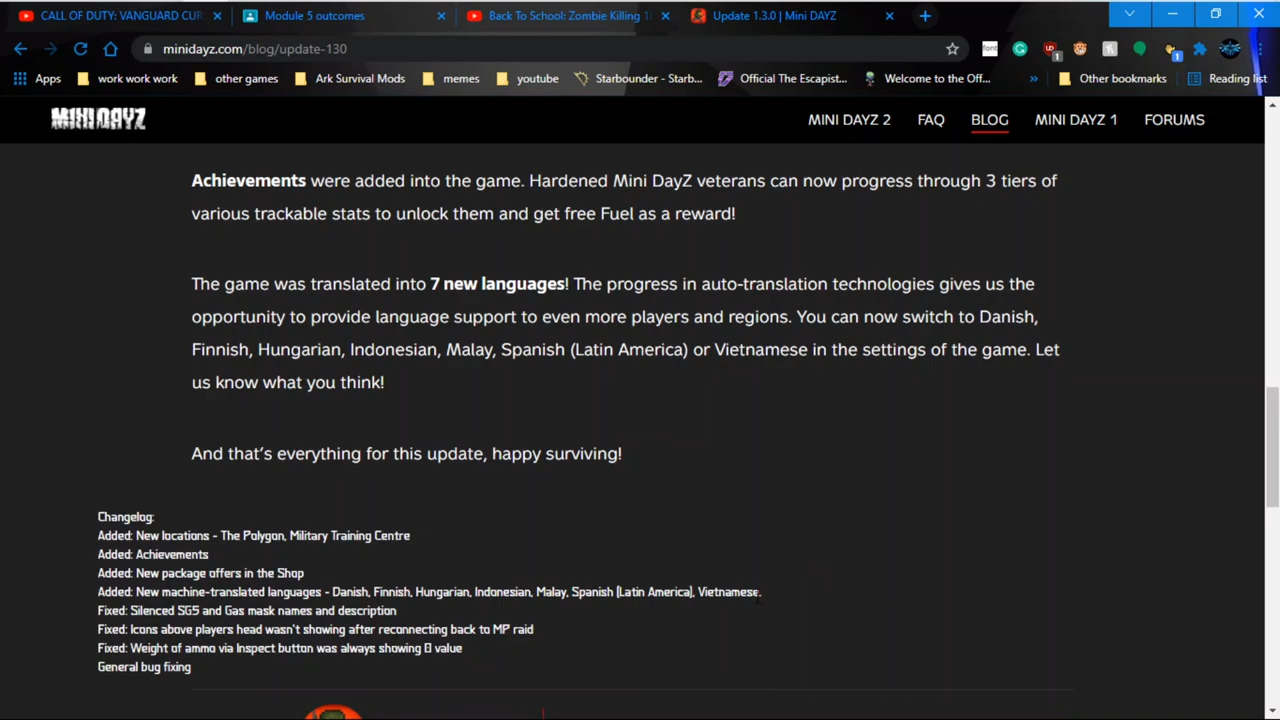 CALL OF DUTY: VANGUARD CUR
Module 5 outcomes
Back To School: Zombie Killing 1
Update 1.3.0 | Mini DAYZ
minidayz.com/blog/update-130
Apps
work work work
other games
Ark Survival Mods
memes
youtube
Starbounder - Starb...
Official The Escapist...
Welcome to the Off...
»
Other bookmarks
Reading list
MINI DAYZ
MINI DAYZ 2
FAQ
BLOG
MINI DAYZ 1
FORUMS
Achievements were added into the game. Hardened Mini DayZ veterans can now progress through 3 tiers of
various trackable stats to unlock them and get free Fuel as a reward!
The game was translated into 7 new languages! The progress in auto-translation technologies gives us the
opportunity to provide language support to even more players and regions. You can now switch to Danish,
Finnish, Hungarian, Indonesian, Malay, Spanish (Latin America) or Vietnamese in the settings of the game. Let
us know what you think!
And that's everything for this update, happy surviving!
Changelog:
Added: New locations - The Polygon, Military Training Centre
Added: Achievements
Added: New package offers in the Shop
Added: New machine-translated languages - Danish, Finnish, Hungarian, Indonesian, Malay, Spanish (Latin America), Vietnamese.
Fixed: Silenced SG5 and Gas mask names and description
Fixed: Icons above players head wasn't showing after reconnecting back to MP raid
Fixed: Weight of ammo via Inspect button was always showing 0 value
General bug fixing